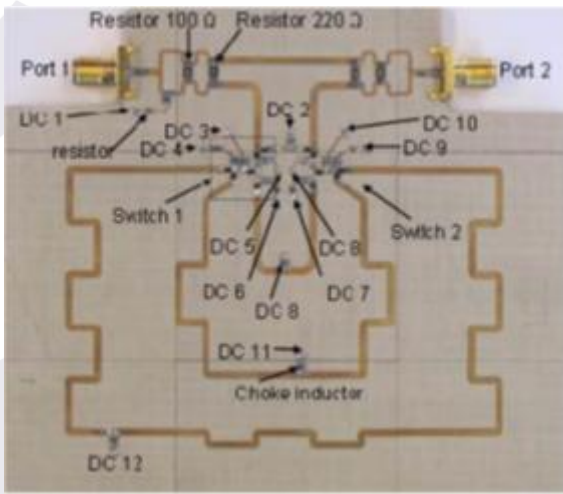 Resistor 100 Ω Resistor 220 Ω
Port 1 Port 2
DC 1 DC 2
DC 3 DC 10
resistor DC 4 DC 9
Switch 1 Switch 2
DC 5 DC 8
DC 6 DC 7
DC 8
DC 11
Choke inductor
DC 12